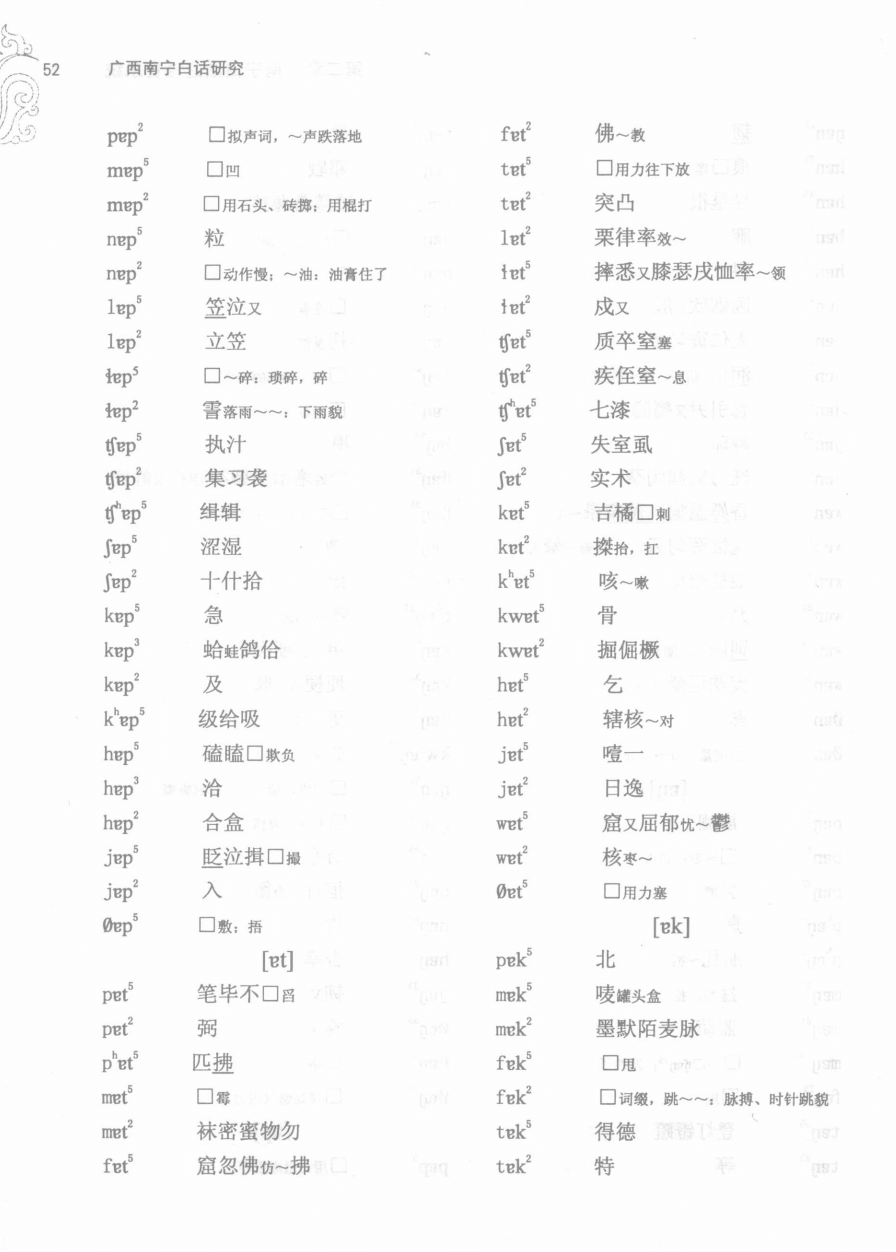 52 广西南宁白话研究
pɐp² □拟声词，～声跌落地
mɐp⁵ □凹
mɐp² □用石头、砖掷；用棍打
nɐp⁵ 粒
nɐp² □动作慢；～油：油膏住了
lɐp⁵ 笠泣又
lɐp² 立笠
ɬɐp⁵ □～碎：琐碎，碎
ɬɐp² 霅落雨～～：下雨貌
tʃɐp⁵ 执汁
tʃɐp² 集习袭
tʃʰɐp⁵ 缉辑
ʃɐp⁵ 涩湿
ʃɐp² 十什拾
kɐp⁵ 急
kɐp³ 蛤蛙鸽佮
kɐp² 及
kʰɐp⁵ 级给吸
hɐp⁵ 磕瞌□欺负
hɐp³ 洽
hɐp² 合盒
jɐp⁵ 眨泣揖□撮
jɐp² 入
Øɐp⁵ □敷；捂
[ɐt]
pɐt⁵ 笔毕不□舀
pɐt² 弼
pʰɐt⁵ 匹拂
mɐt⁵ □霉
mɐt² 袜密蜜物勿
fɐt⁵ 窟忽佛仿～拂
fɐt² 佛～教
tɐt⁵ □用力往下放
tɐt² 突凸
lɐt² 栗律率效～
ɬɐt⁵ 摔悉又膝瑟戌恤率～领
ɬɐt² 戍又
tʃɐt⁵ 质卒窒塞
tʃɐt² 疾侄窒～息
tʃʰɐt⁵ 七漆
ʃɐt⁵ 失室虱
ʃɐt² 实术
kɐt⁵ 吉橘□刺
kɐt² 搩抬，扛
kʰɐt⁵ 咳～嗽
kwɐt⁵ 骨
kwɐt² 掘倔橛
hɐt⁵ 乞
hɐt² 辖核～对
jɐt⁵ 噎一
jɐt² 日逸
wɐt⁵ 窟又屈郁忧～鬱
wɐt² 核枣～
Øɐt⁵ □用力塞
[ɐk]
pɐk⁵ 北
mɐk⁵ 唛罐头盒
mɐk² 墨默陌麦脉
fɐk⁵ □甩
fɐk² □词缀，跳～～：脉搏、时针跳貌
tɐk⁵ 得德
tɐk² 特